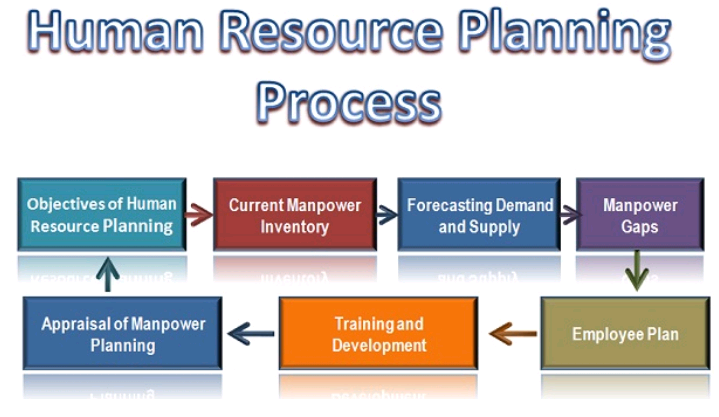 Human Resource Planning
Process
Objectives of Human
Resource Planning
Current Manpower
Inventory
Forecasting Demand
and Supply
Manpower
Gaps
Appraisal of Manpower
Planning
Training and
Development
Employee Plan